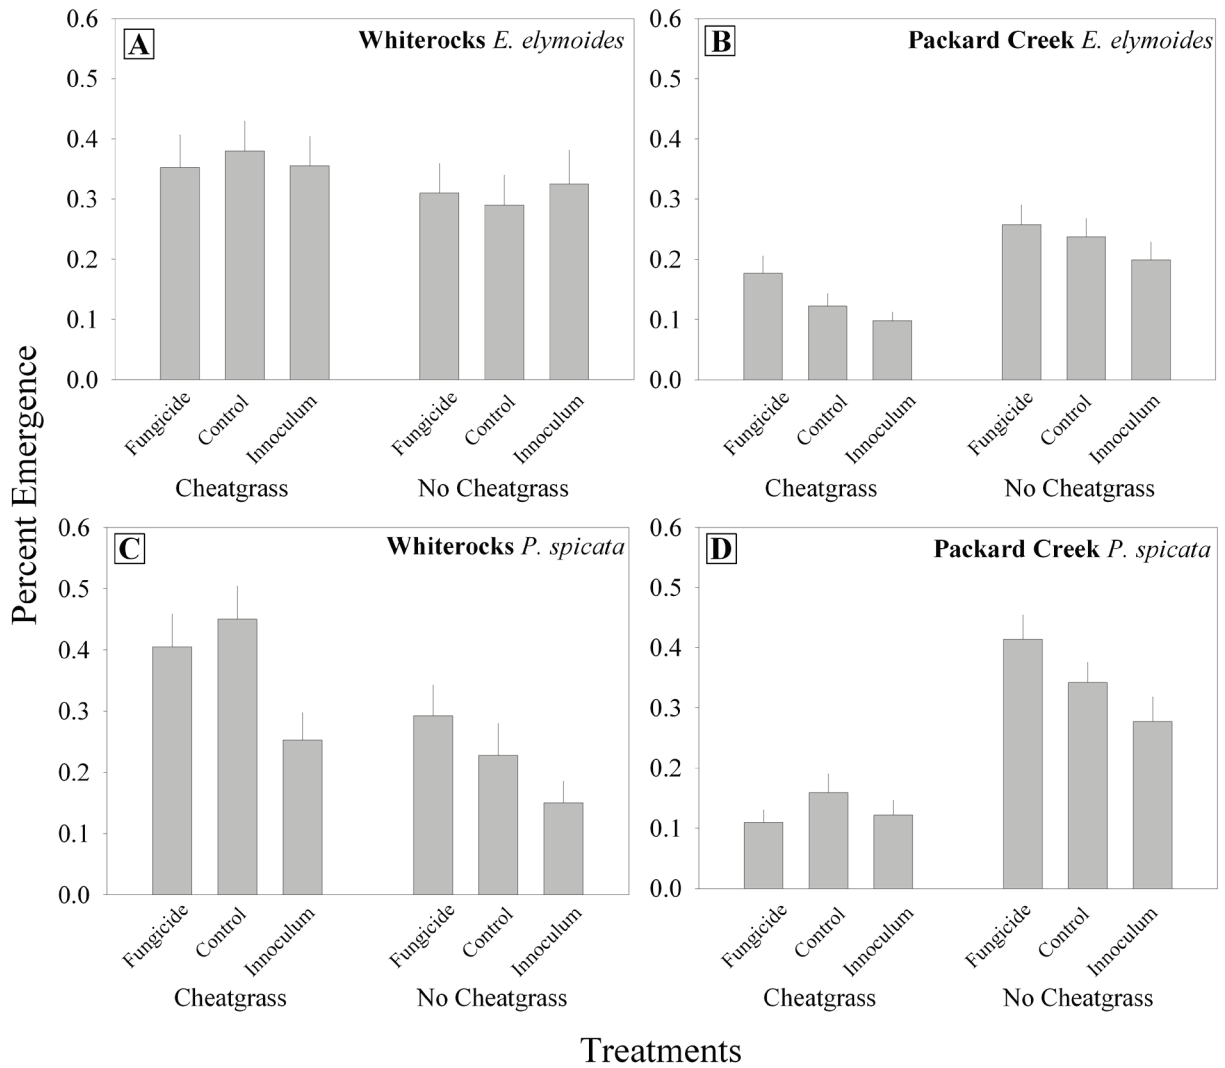 Percent Emergence
A
Whiterocks E. elymoides
0.6
0.5
0.4
0.3
0.2
0.1
0.0
Fungicide
Control
Innoculum
Fungicide
Control
Innoculum
Cheatgrass
No Cheatgrass
B
Packard Creek E. elymoides
0.6
0.5
0.4
0.3
0.2
0.1
0.0
Fungicide
Control
Innoculum
Fungicide
Control
Innoculum
Cheatgrass
No Cheatgrass
C
Whiterocks P. spicata
0.6
0.5
0.4
0.3
0.2
0.1
0.0
Fungicide
Control
Innoculum
Fungicide
Control
Innoculum
Cheatgrass
No Cheatgrass
D
Packard Creek P. spicata
0.6
0.5
0.4
0.3
0.2
0.1
0.0
Fungicide
Control
Innoculum
Fungicide
Control
Innoculum
Cheatgrass
No Cheatgrass
Treatments